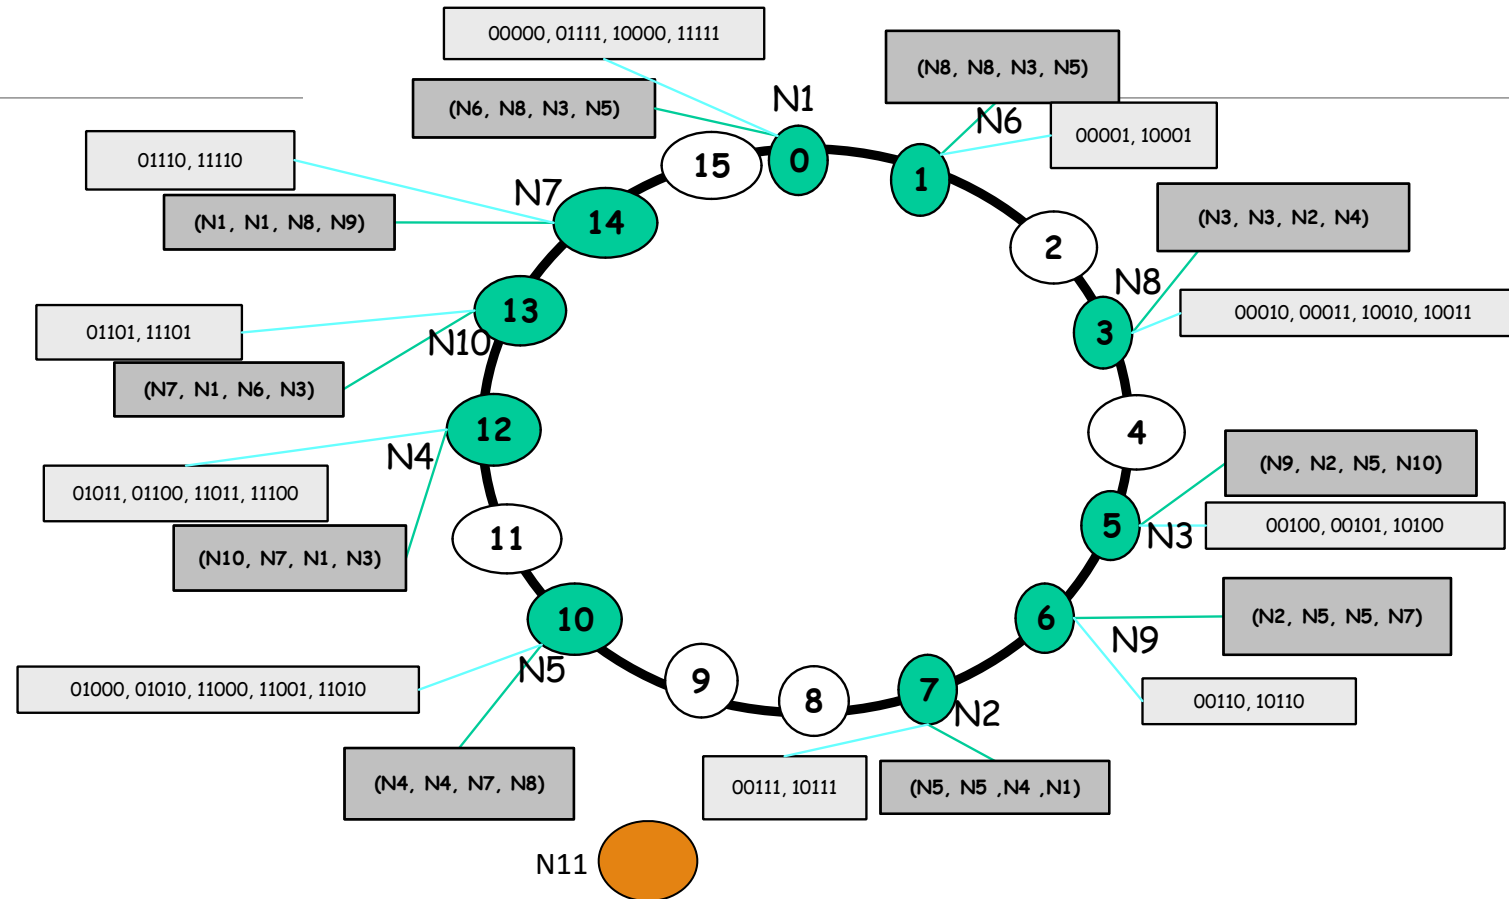 00000, 01111, 10000, 11111
(N8, N8, N3, N5)
(N6, N8, N3, N5)
N1
N6
00001, 10001
01110, 11110
15
0
1
N7
(N1, N1, N8, N9)
14
2
(N3, N3, N2, N4)
N8
13
3
00010, 00011, 10010, 10011
01101, 11101
N10
(N7, N1, N6, N3)
12
4
N4
(N9, N2, N5, N10)
01011, 01100, 11011, 11100
11
5
N3
00100, 00101, 10100
(N10, N7, N1, N3)
10
6
(N2, N5, N5, N7)
N9
N5
01000, 01010, 11000, 11001, 11010
9
8
7
N2
00110, 10110
(N4, N4, N7, N8)
00111, 10111
(N5, N5 ,N4 ,N1)
N11